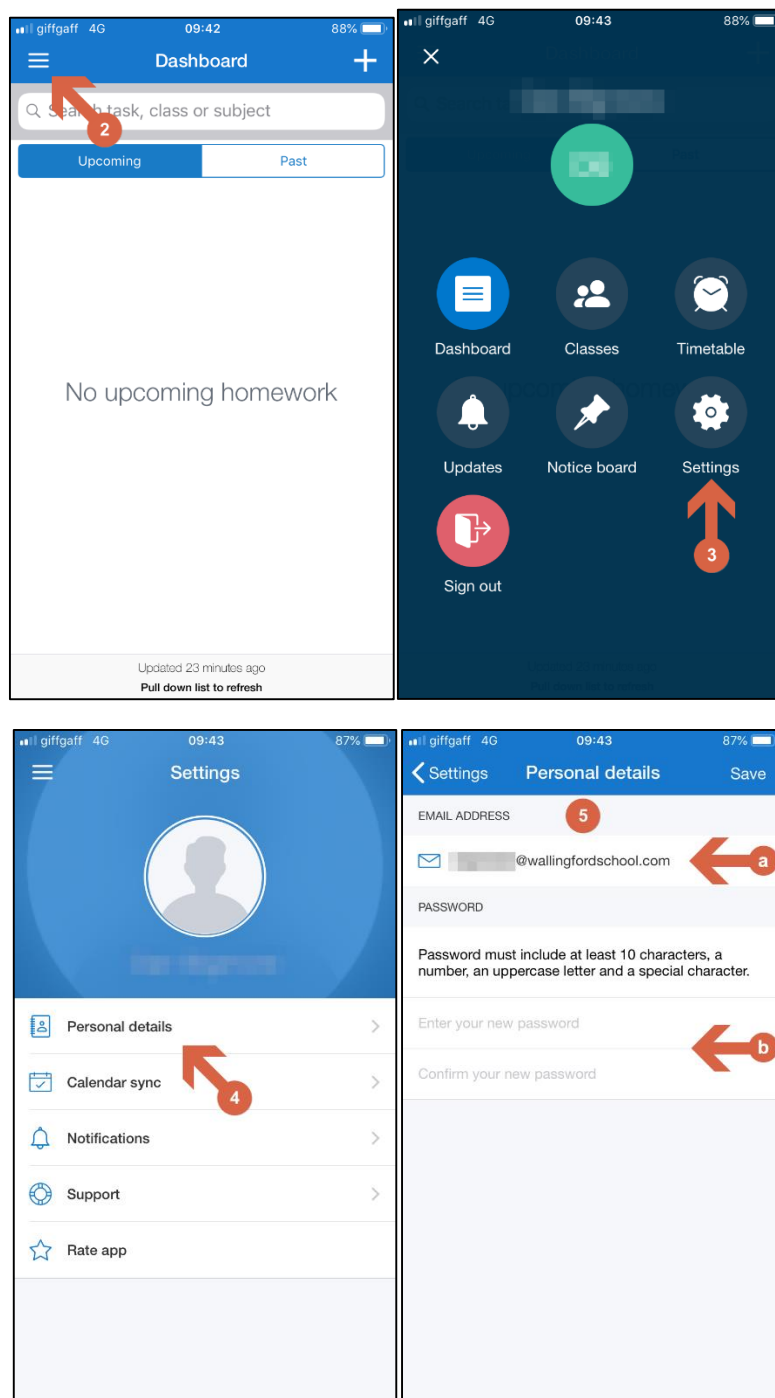 giffgaff 4G 09:42 88%
Dashboard
Search task, class or subject
2
Upcoming Past
No upcoming homework
Updated 23 minutes ago
Pull down list to refresh
giffgaff 4G 09:43 88%
Dashboard Classes Timetable
Updates Notice board Settings
3
Sign out
giffgaff 4G 09:43 87%
Settings
Personal details
4
Calendar sync
Notifications
Support
Rate app
giffgaff 4G 09:43 87%
Settings Personal details Save
EMAIL ADDRESS 5
@wallingfordschool.com a
PASSWORD
Password must include at least 10 characters, a
number, an uppercase letter and a special character.
Enter your new password
b
Confirm your new password